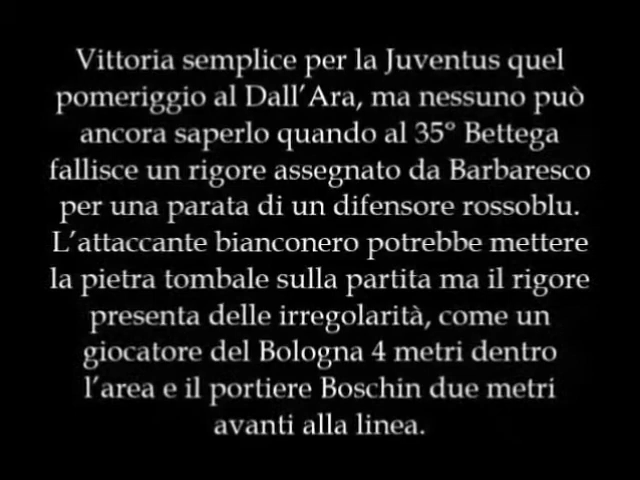 Vittoria semplice per la Juventus quel
pomeriggio al Dall'Ara, ma nessuno può
ancora saperlo quando al 35° Bettega
fallisce un rigore assegnato da Barbaresco
per una parata di un difensore rossoblu.
L'attaccante bianconero potrebbe mettere
la pietra tombale sulla partita ma il rigore
presenta delle irregolarità, come un
giocatore del Bologna 4 metri dentro
l'area e il portiere Boschin due metri
avanti alla linea.